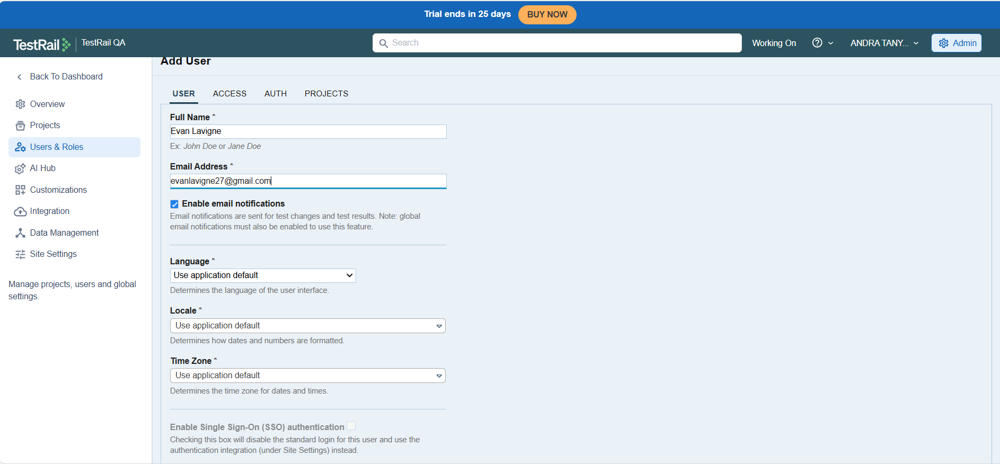 Trial ends in 25 days
BUY NOW
TestRail
TestRail QA
Search
Working On
ANDRA TANY...
Admin
Back To Dashboard
Overview
Projects
Users & Roles
AI Hub
Customizations
Integration
Data Management
Site Settings
Manage projects, users and global
settings.
Add User
USER
ACCESS
AUTH
PROJECTS
Full Name *
Evan Lavigne
Ex: John Doe or Jane Doe
Email Address *
evanlavigne27@gmail.com
Enable email notifications
Email notifications are sent for test changes and test results. Note: global
email notifications must also be enabled to use this feature.
Language *
Use application default
Determines the language of the user interface.
Locale *
Use application default
Determines how dates and numbers are formatted.
Time Zone *
Use application default
Determines the time zone for dates and times.
Enable Single Sign-On (SSO) authentication
Checking this box will disable the standard login for this user and use the
authentication integration (under Site Settings) instead.